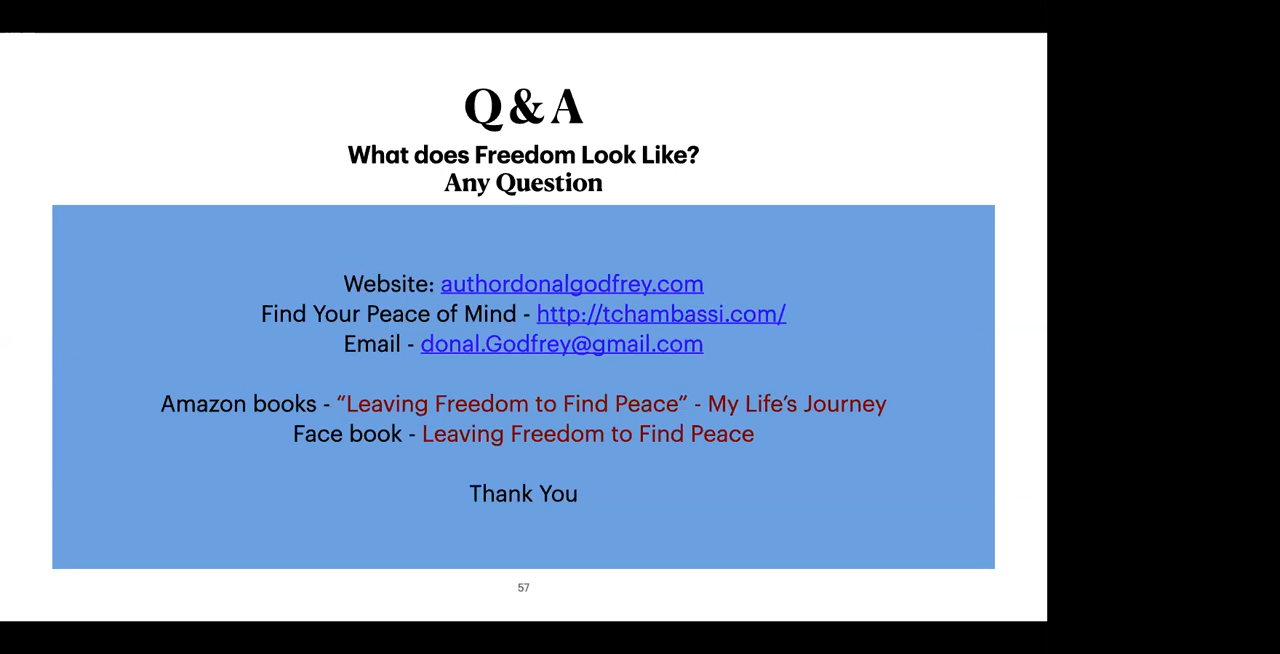 Q & A
What does Freedom Look Like?
Any Question
Website: authordonalgodfrey.com
Find Your Peace of Mind - http://tchambassi.com/
Email - donal.Godfrey@gmail.com
Amazon books - “Leaving Freedom to Find Peace” - My Life’s Journey
Face book - Leaving Freedom to Find Peace
Thank You
57